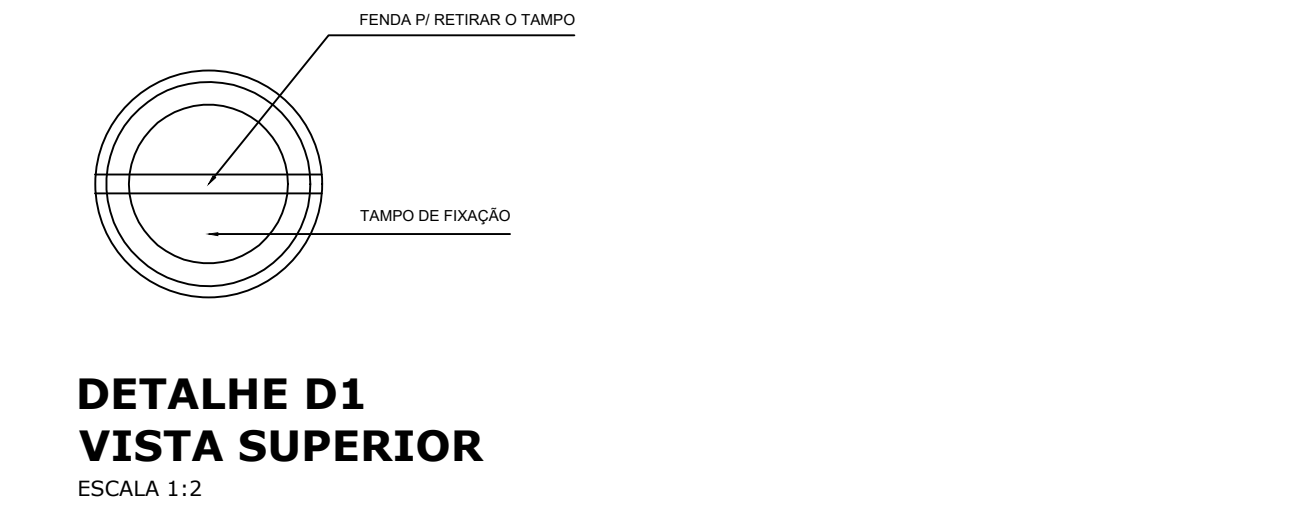 FENDA P/ RETIRAR O TAMPO
TAMPO DE FIXAÇÃO
DETALHE D1
VISTA SUPERIOR
ESCALA 1:2